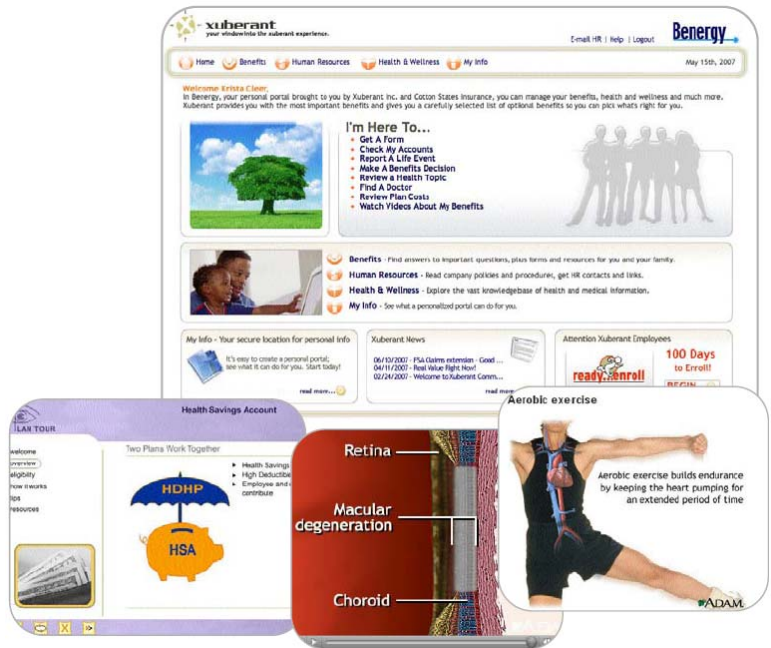 xuberant
your window into the xuberant experience.
E-mail HR | Help | Logout
Benergy
Home
Benefits
Human Resources
Health & Wellness
My Info
May 15th, 2007
Welcome Krista Cleer,
In Benergy, your personal portal brought to you by Xuberant Inc. and Cotton States Insurance, you can manage your benefits, health and wellness and much more.
Xuberant provides you with the most important benefits and gives you a carefully selected list of optional benefits so you can pick what's right for you.
I'm Here To...
Get A Form
Check My Accounts
Report A Life Event
Make A Benefits Decision
Review a Health Topic
Find A Doctor
Review Plan Costs
Watch Videos About My Benefits
Benefits - Find answers to important questions, plus forms and resources for you and your family.
Human Resources - Read company policies and procedures, get HR contacts and links.
Health & Wellness - Explore the vast knowledgebase of health and medical information.
My Info - See what a personalized portal can do for you.
My Info - Your secure location for personal info
It's easy to create a personal portal;
see what it can do for you. Start today!
read more...
Xuberant News
06/10/2007 - FSA Claims extension - Good ...
04/11/2007 - Real Value Right Now!
02/24/2007 - Welcome to Xuberant Comm...
read more
Attention Xuberant Employees
ready...enroll
100 Days
to Enroll!
BEGIN
LAN TOUR
Health Savings Account
welcome
overview
eligibility
how it works
tips
resources
Two Plans Work Together
HDHP
HSA
Health Savings
High Deductible
Employee and
contribute
Retina
Macular
degeneration
Choroid
Aerobic exercise
Aerobic exercise builds endurance
by keeping the heart pumping for
an extended period of time
ADAM.